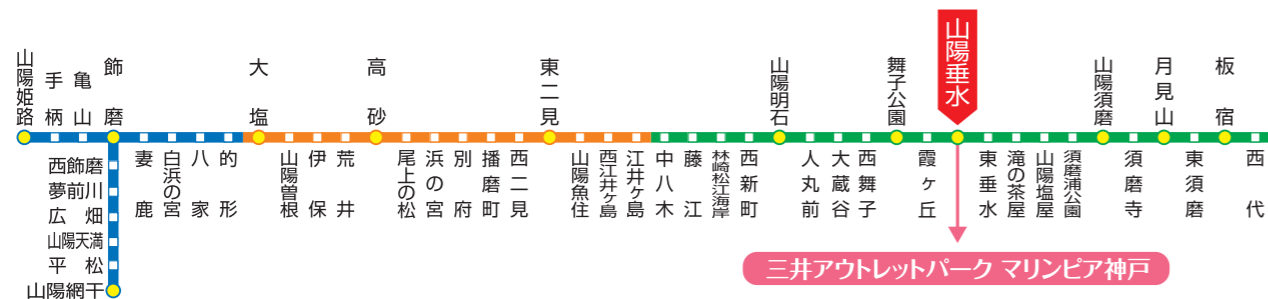 山陽姫路
手柄
亀山
飾磨
妻鹿
白浜の宮
八家
的形
大塩
山陽曽根
伊保
荒井
高砂
尾上の松
浜の宮
別府
播磨町
西二見
東二見
山陽魚住
西江井ヶ島
江井ヶ島
中八木
藤江
林崎松江海岸
西新町
山陽明石
人丸前
大蔵谷
西舞子
舞子公園
霞ヶ丘
山陽垂水
東垂水
滝の茶屋
山陽塩屋
須磨浦公園
山陽須磨
須磨寺
月見山
東須磨
板宿
西代
西飾磨
夢前川
広畑
山陽天満
平松
山陽網干
三井アウトレットパーク マリンピア神戸